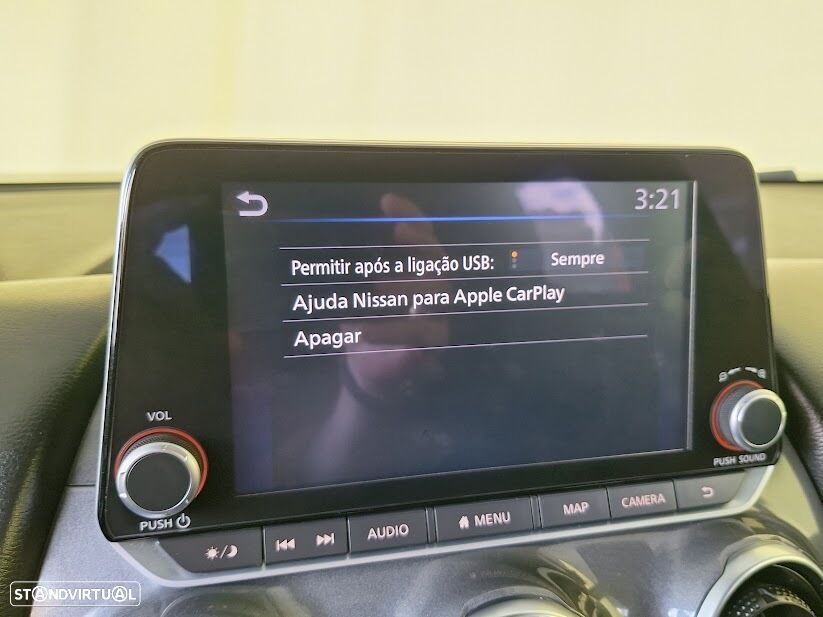 3:21
Permitir após a ligação USB: Sempre
Ajuda Nissan para Apple CarPlay
Apagar
VOL
PUSH
PUSH SOUND
AUDIO
MENU
MAP
CAMERA
STANDVIRTUAL